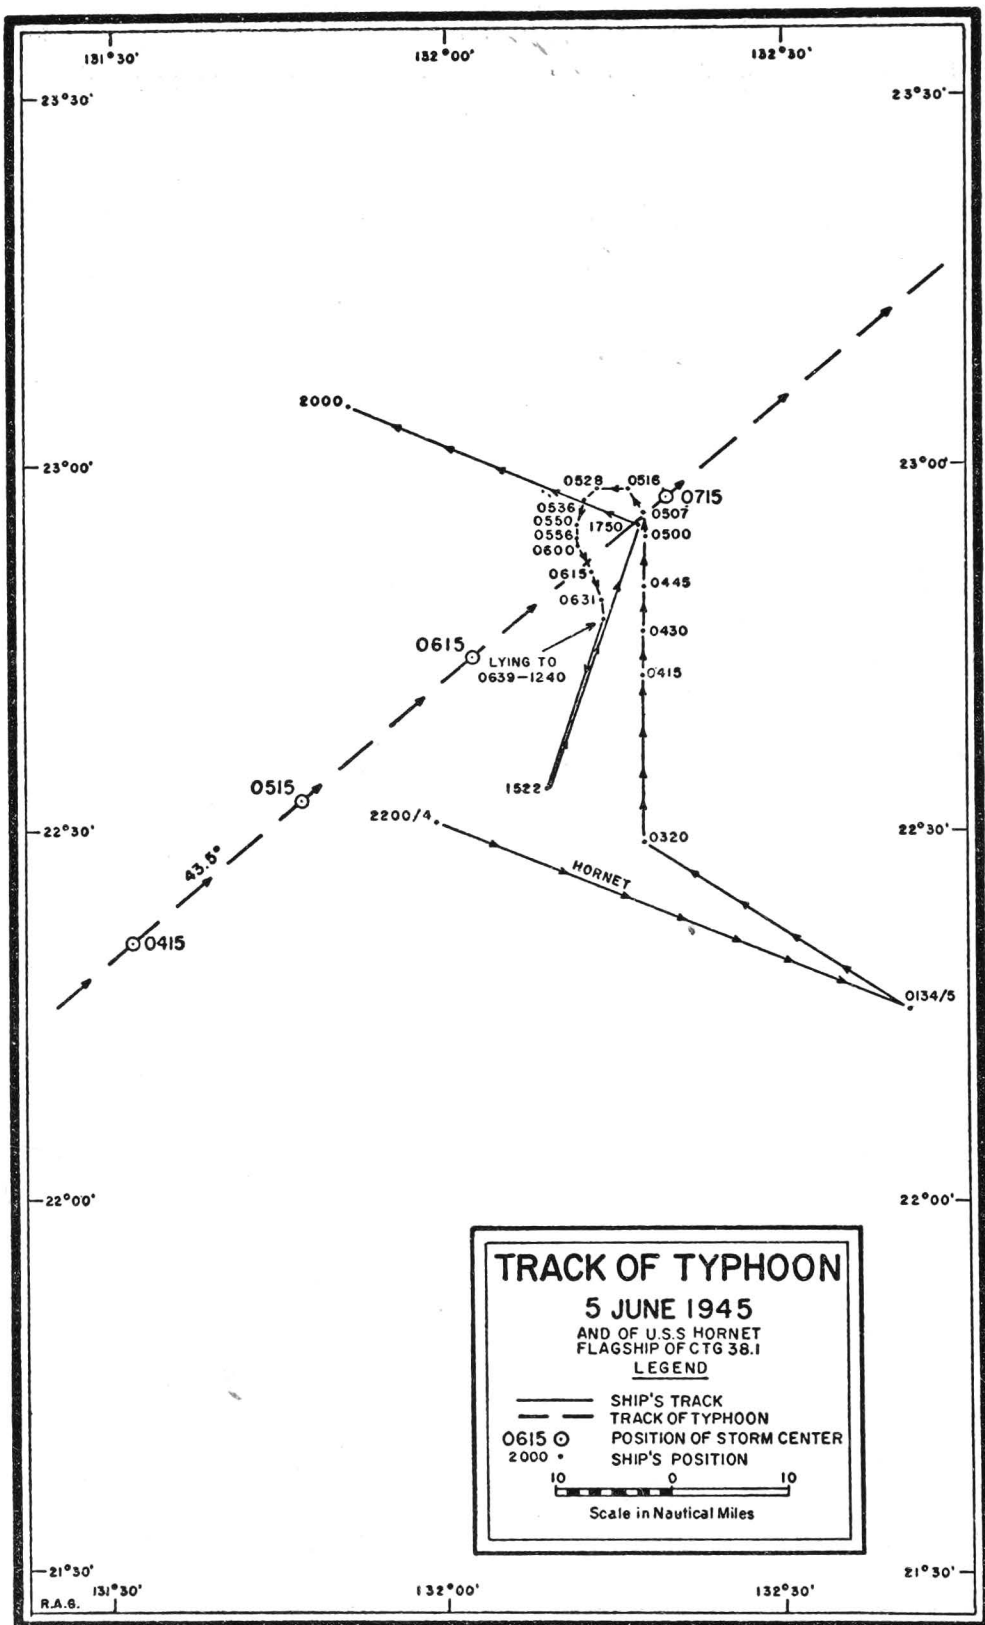 131°30'
132°00'
132°30'
23°30'
23°30'
2000
23°00'
23°00'
0528
0516
0715
0536
0507
0550
1750
0500
0556
0600
0615
0445
0631
0430
0615
LYING TO
0639-1240
0415
0515
1522
2200/4
22°30'
22°30'
0320
43.5°
HORNET
0415
0134/5
22°00'
22°00'
TRACK OF TYPHOON
5 JUNE 1945
AND OF U.S.S HORNET
FLAGSHIP OF CTG 38.1
LEGEND
SHIP'S TRACK
TRACK OF TYPHOON
0615 POSITION OF STORM CENTER
2000 SHIP'S POSITION
10 0 10
Scale in Nautical Miles
21°30'
21°30'
131°30'
132°00'
132°30'
R.A.G.